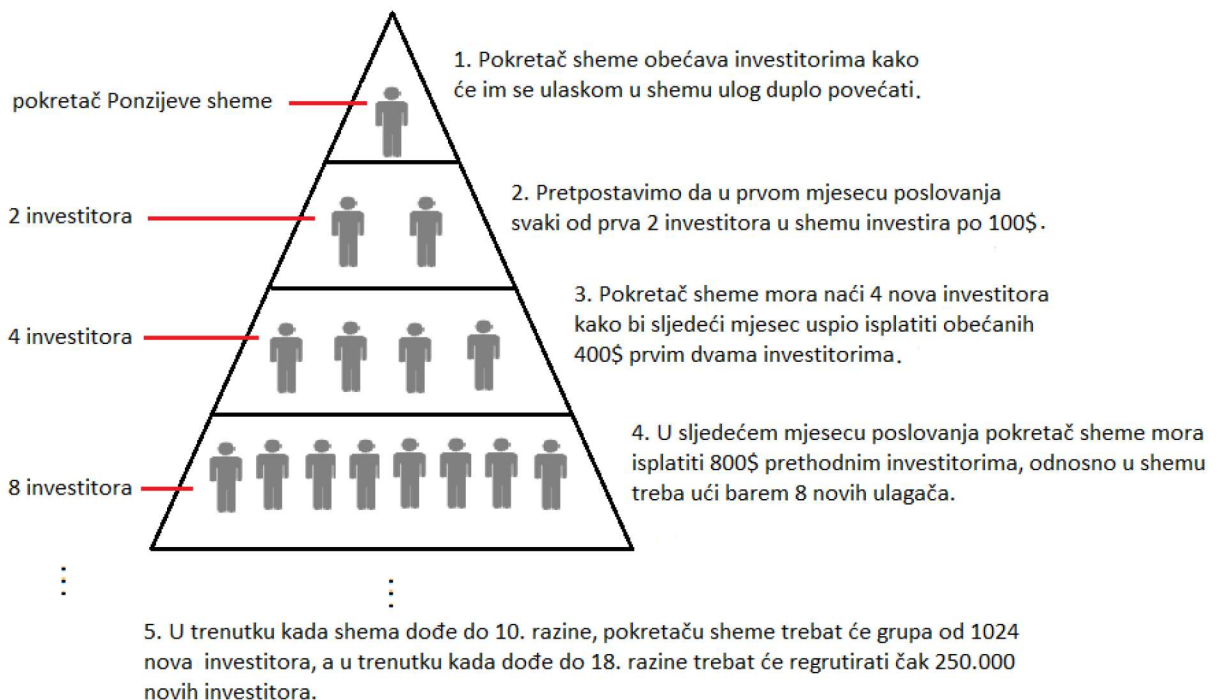 1. Pokretač sheme obećava investitorima kako
će im se ulaskom u shemu ulog duplo povećati.
pokretač Ponzijeve sheme
2. Pretpostavimo da u prvom mjesecu poslovanja
svaki od prva 2 investitora u shemu investira po 100$.
2 investitora
3. Pokretač sheme mora naći 4 nova investitora
kako bi sljedeći mjesec uspio isplatiti obećanih
400$ prvim dvama investitorima.
4 investitora
4. U sljedećem mjesecu poslovanja pokretač sheme mora
isplatiti 800$ prethodnim investitorima, odnosno u shemu
treba ući barem 8 novih ulagača.
8 investitora
5. U trenutku kada shema dođe do 10. razine, pokretaču sheme trebat će grupa od 1024
nova investitora, a u trenutku kada dođe do 18. razine trebat će regrutirati čak 250.000
novih investitora.